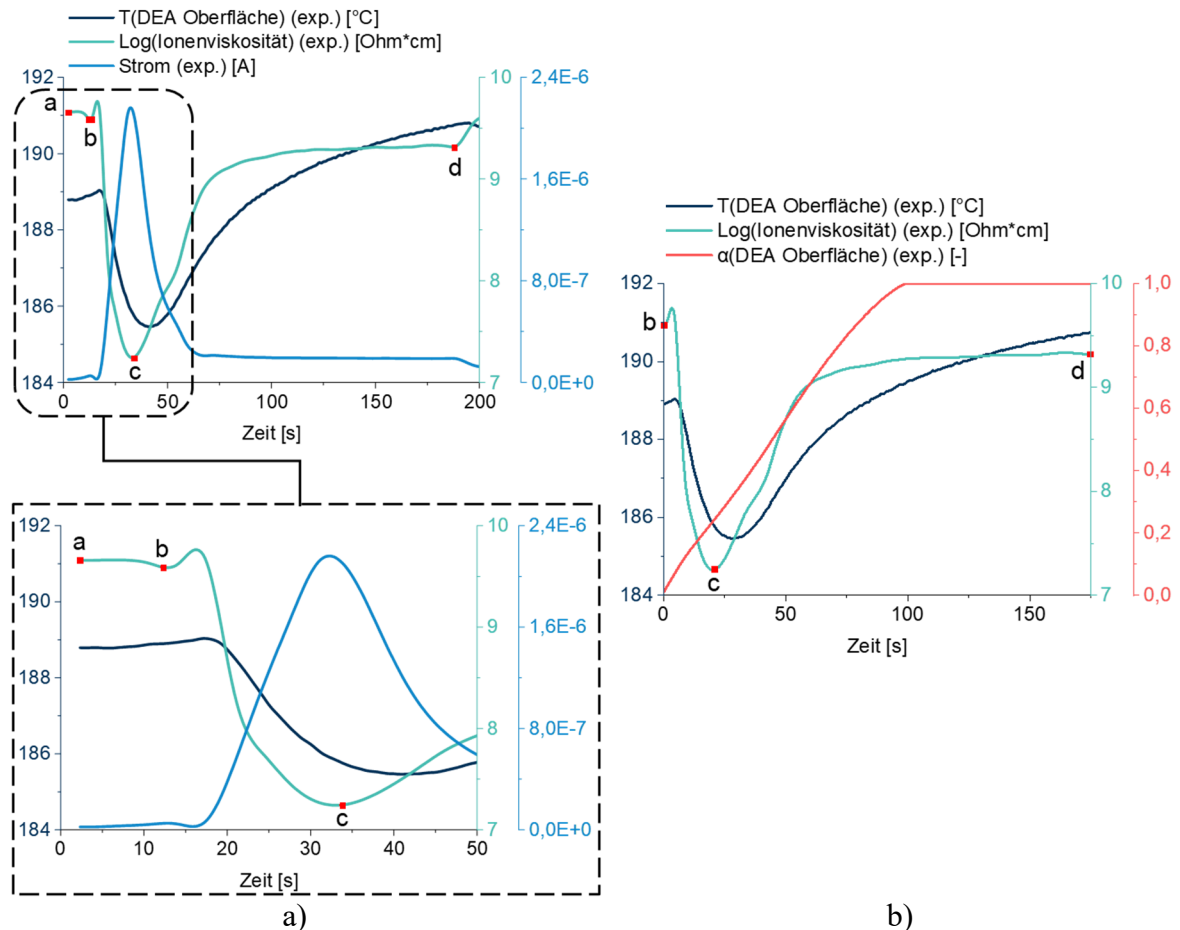 T(DEA Oberfläche) (exp.) [°C]
Log(Ionenviskosität) (exp.) [Ohm*cm]
Strom (exp.) [A]
192
190
188
186
184
10
9
8
7
2,4E-6
1,6E-6
8,0E-7
0,0E+0
a
b
c
d
0 50 100 150 200
Zeit [s]
192
190
188
186
184
10
9
8
7
2,4E-6
1,6E-6
8,0E-7
0,0E+0
a
b
c
0 10 20 30 40 50
Zeit [s]
a)
T(DEA Oberfläche) (exp.) [°C]
Log(Ionenviskosität) (exp.) [Ohm*cm]
α(DEA Oberfläche) (exp.) [-]
192
190
188
186
184
10
9
8
7
1,0
0,8
0,6
0,4
0,2
0,0
b
c
d
0 50 100 150
Zeit [s]
b)